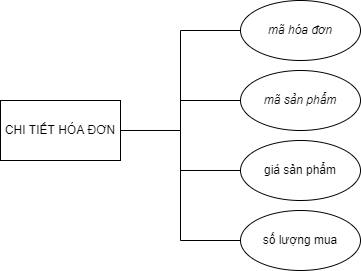 mã hóa đơn
mã sản phẩm
CHI TIẾT HÓA ĐƠN
giá sản phẩm
số lượng mua